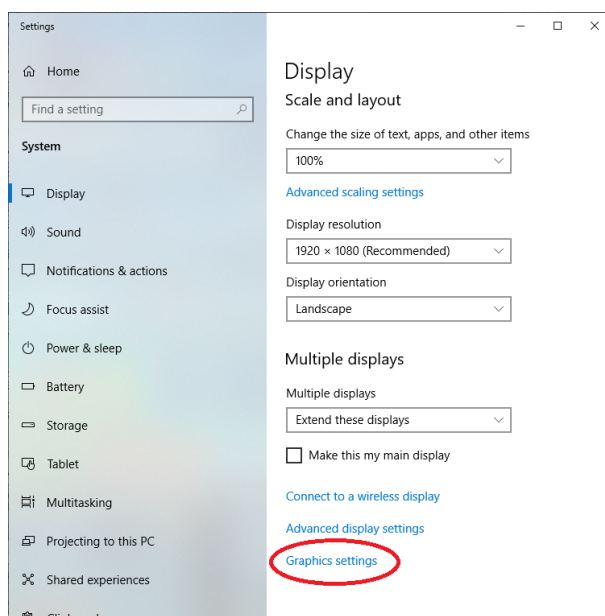 Settings
Home
Find a setting
System
Display
Sound
Notifications & actions
Focus assist
Power & sleep
Battery
Storage
Tablet
Multitasking
Projecting to this PC
Shared experiences
Display
Scale and layout
Change the size of text, apps, and other items
100%
Advanced scaling settings
Display resolution
1920 × 1080 (Recommended)
Display orientation
Landscape
Multiple displays
Multiple displays
Extend these displays
Make this my main display
Connect to a wireless display
Advanced display settings
Graphics settings